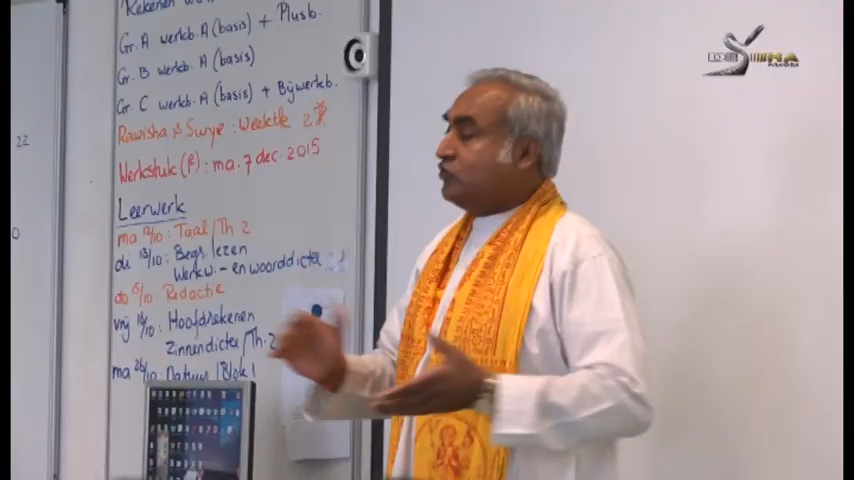 Rekenen
Gr. A werkb. A (basis) + Plusb.
Gr. B werkb. A (basis)
Gr. C werkb. A (basis) + Bijwerkb.
Rawisha & Surye : Weektk 2
Werkstuk (β) : ma. 7 dec. 2015
Leerwerk
ma 12/10 : Taal / Th. 2
di 13/10 : Begr. lezen
Werkw. - en woorddictee
do 15/10 : Redactie
vrij 16/10 : Hoofdrekenen
Zinnendictee / Th. 2
ma 26/10 : Natuur / Blok 1
22
0